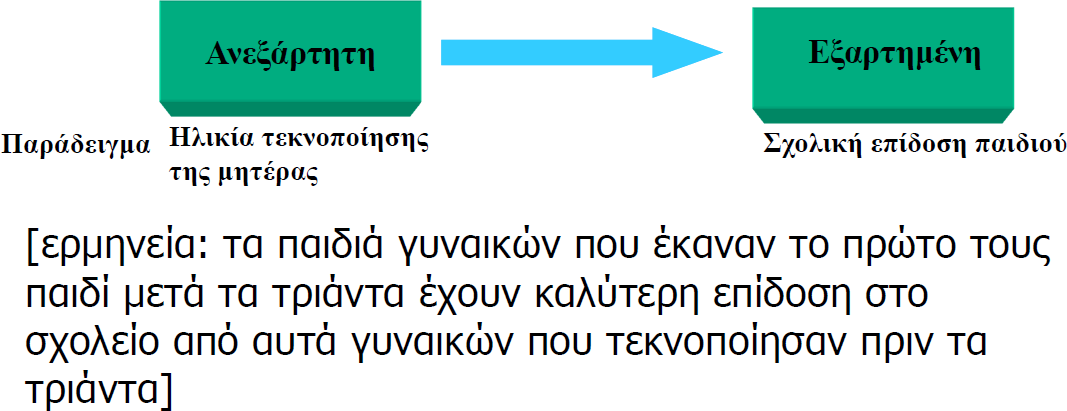 Ανεξάρτητη
Εξαρτημένη
Παράδειγμα
Ηλικία τεκνοποίησης
της μητέρας
Σχολική επίδοση παιδιού
[ερμηνεία: τα παιδιά γυναικών που έκαναν το πρώτο τους
παιδί μετά τα τριάντα έχουν καλύτερη επίδοση στο
σχολείο από αυτά γυναικών που τεκνοποίησαν πριν τα
τριάντα]